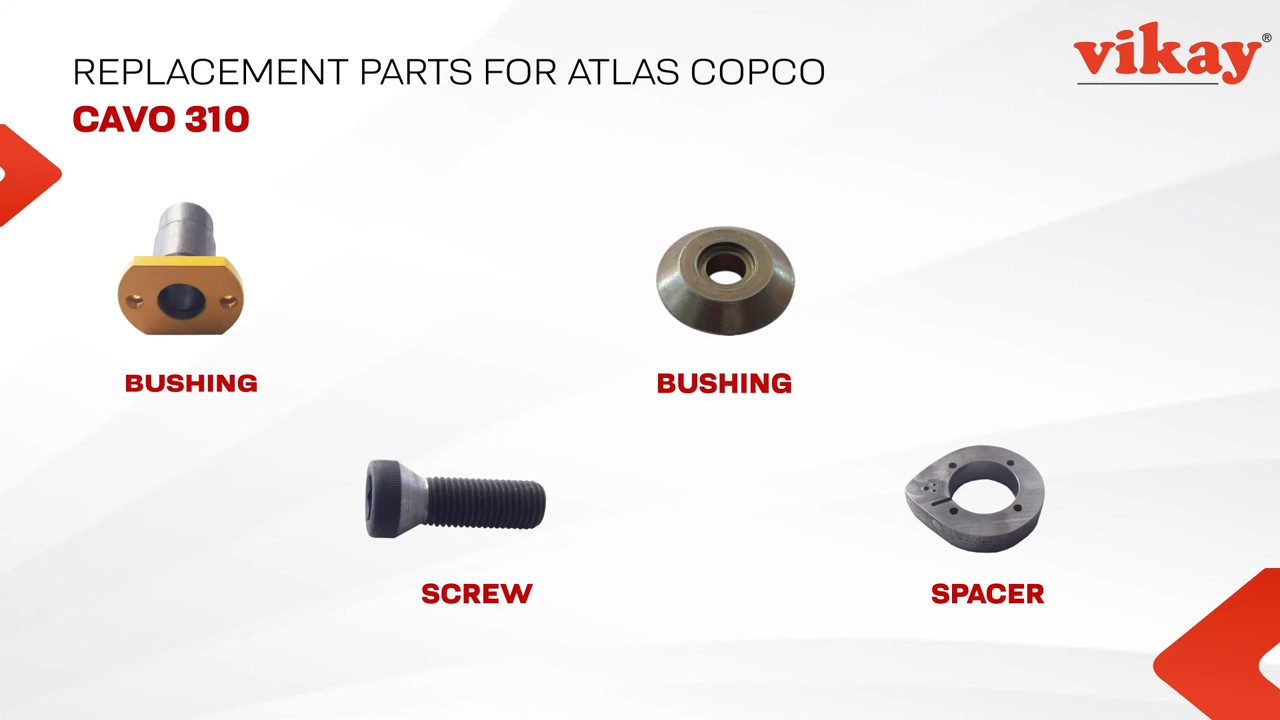 REPLACEMENT PARTS FOR ATLAS COPCO
CAVO 310
vikay®
BUSHING
BUSHING
SCREW
SPACER